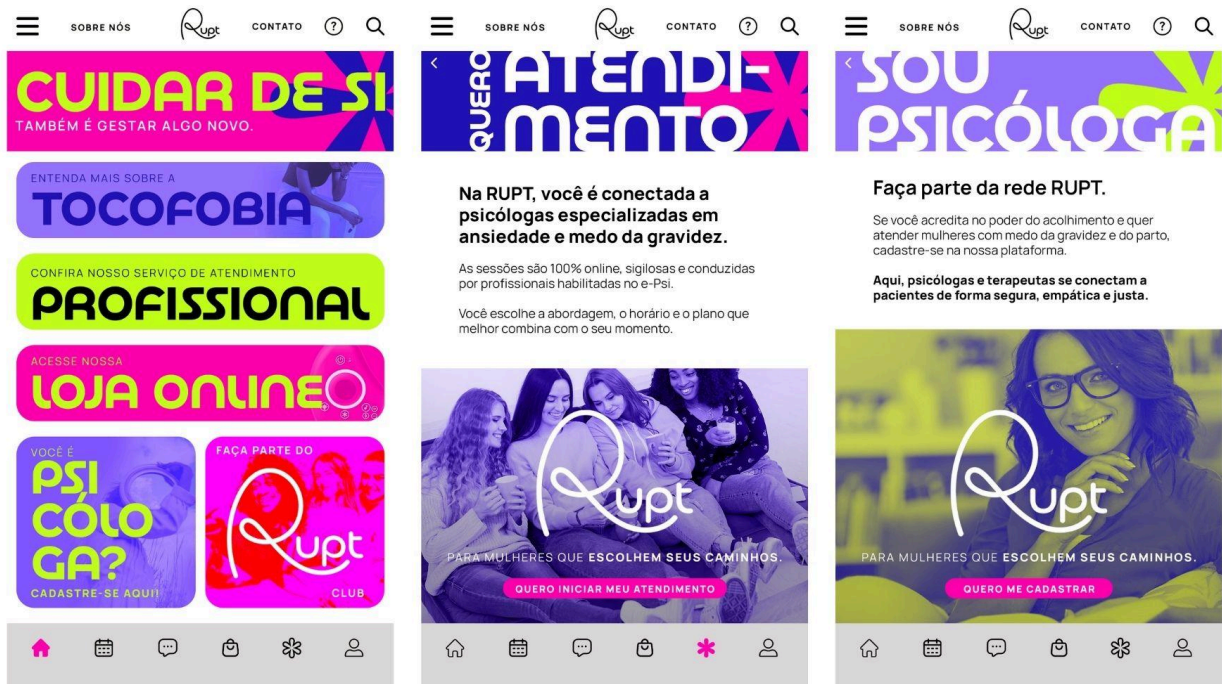 SOBRE NÓS
Rupt
CONTATO
?
CUIDAR DE SI
TAMBÉM É GESTAR ALGO NOVO.
ENTENDA MAIS SOBRE A
TOCOFOBIA
CONFIRA NOSSO SERVIÇO DE ATENDIMENTO
PROFISSIONAL
ACESSE NOSSA
LOJA ONLINE
VOCÊ É
PSI
CÓLO
GA?
CADASTRE-SE AQUI!
FAÇA PARTE DO
Rupt
CLUB
SOBRE NÓS
Rupt
CONTATO
?
QUERO
ATENDI-
MENTO
Na RUPT, você é conectada a
psicólogas especializadas em
ansiedade e medo da gravidez.
As sessões são 100% online, sigilosas e conduzidas
por profissionais habilitadas no e-Psi.
Você escolhe a abordagem, o horário e o plano que
melhor combina com o seu momento.
Rupt
PARA MULHERES QUE ESCOLHEM SEUS CAMINHOS.
QUERO INICIAR MEU ATENDIMENTO
SOBRE NÓS
Rupt
CONTATO
?
SOU
PSICÓLOGA
Faça parte da rede RUPT.
Se você acredita no poder do acolhimento e quer
atender mulheres com medo da gravidez e do parto,
cadastre-se na nossa plataforma.
Aqui, psicólogas e terapeutas se conectam a
pacientes de forma segura, empática e justa.
Rupt
PARA MULHERES QUE ESCOLHEM SEUS CAMINHOS.
QUERO ME CADASTRAR